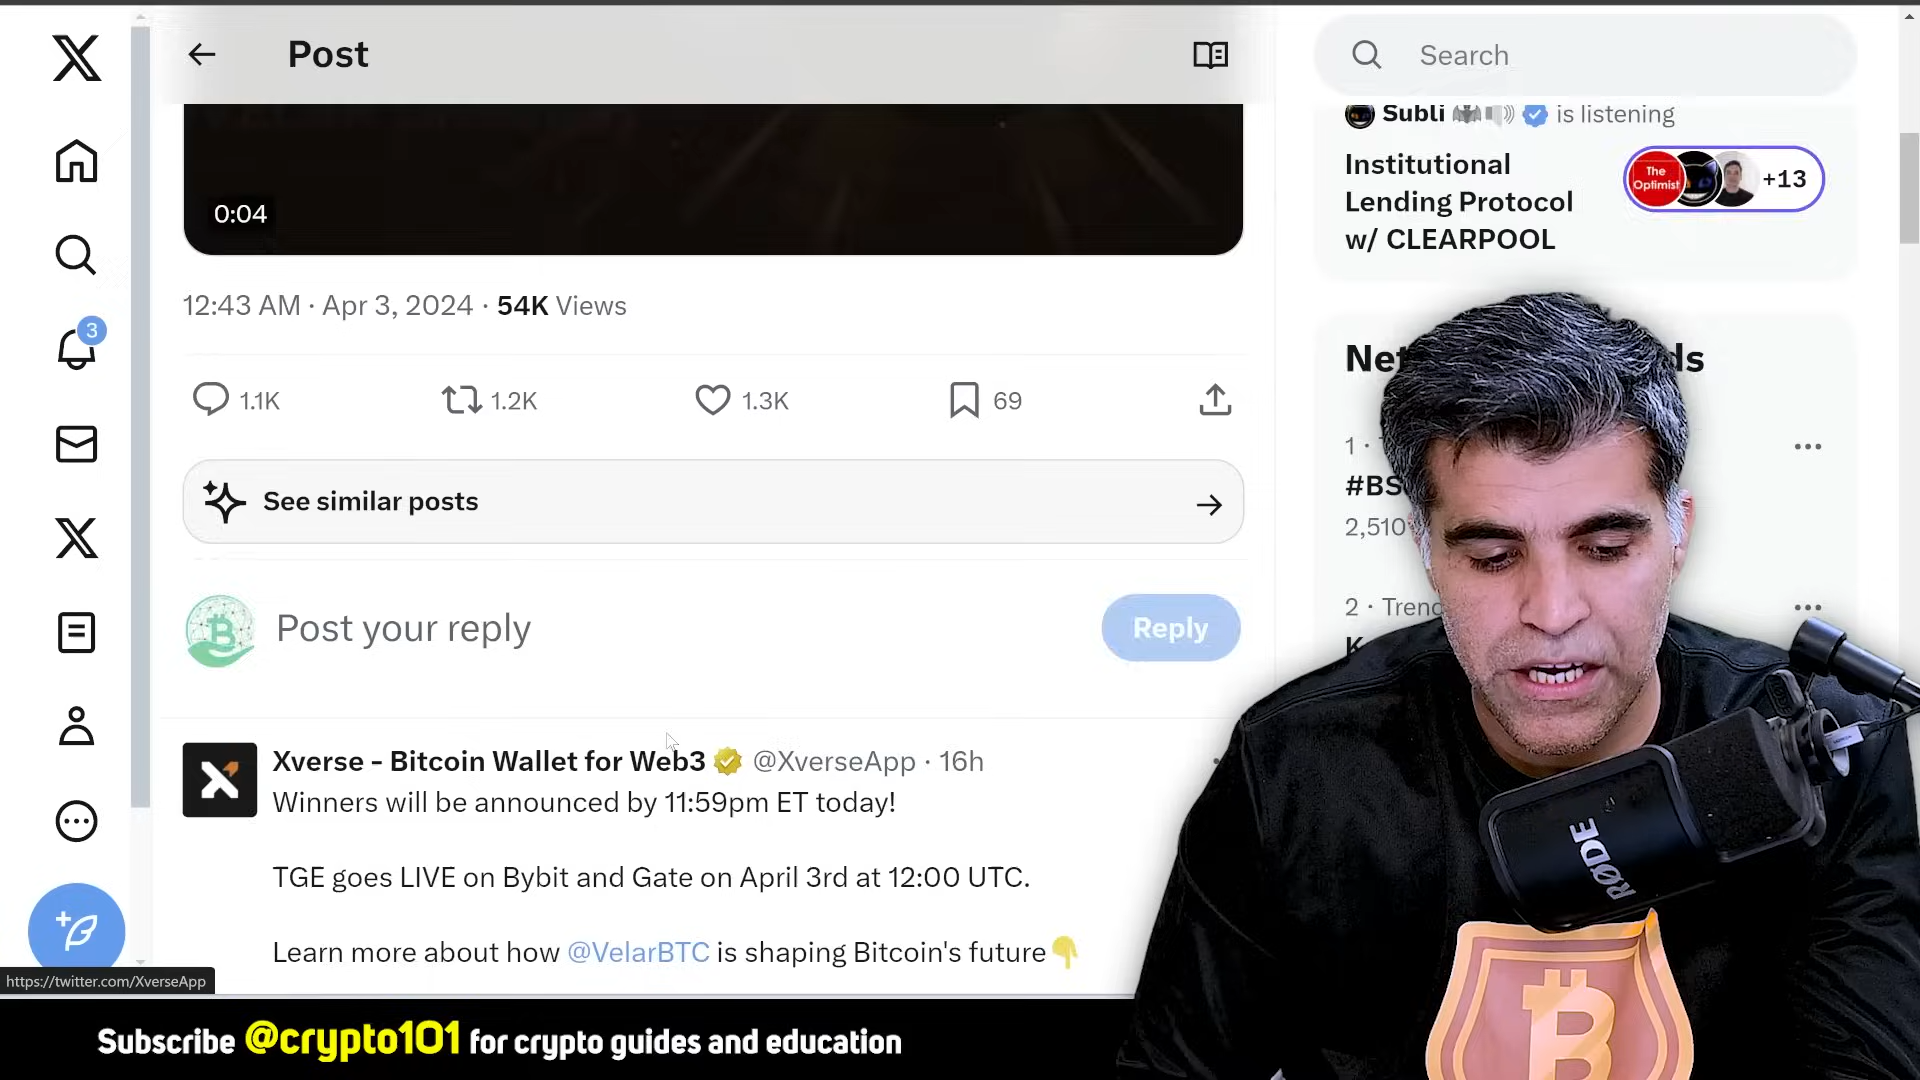 Post
Search
0:04
Subli is listening
Institutional
Lending Protocol
w/ CLEARPOOL
The
Optimist
+13
12:43 AM · Apr 3, 2024 · 54K Views
3
1.1K
1.2K
1.3K
69
See similar posts
1 ·
#BS
2,510
Post your reply
Reply
2 ·
Xverse - Bitcoin Wallet for Web3 @XverseApp · 16h
Winners will be announced by 11:59pm ET today!
TGE goes LIVE on Bybit and Gate on April 3rd at 12:00 UTC.
Learn more about how @VelarBTC is shaping Bitcoin's future
https://twitter.com/XverseApp
RØDE
Subscribe @crypto101 for crypto guides and education